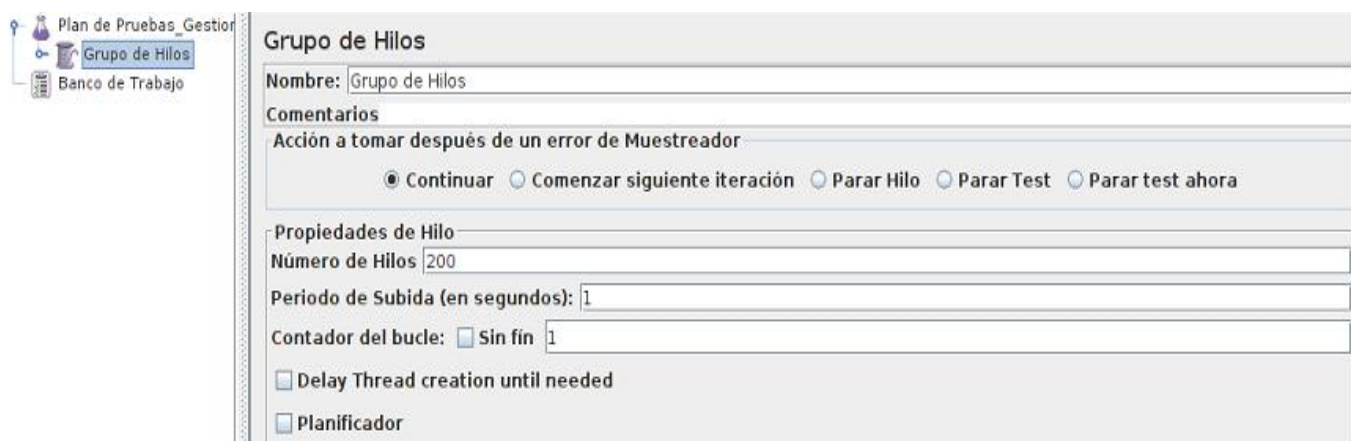 Plan de Pruebas_Gestion
Grupo de Hilos
Banco de Trabajo
Grupo de Hilos
Nombre: Grupo de Hilos
Comentarios
Acción a tomar después de un error de Muestreador
Continuar Comenzar siguiente iteración Parar Hilo Parar Test Parar test ahora
Propiedades de Hilo
Número de Hilos 200
Periodo de Subida (en segundos): 1
Contador del bucle: Sin fín 1
Delay Thread creation until needed
Planificador